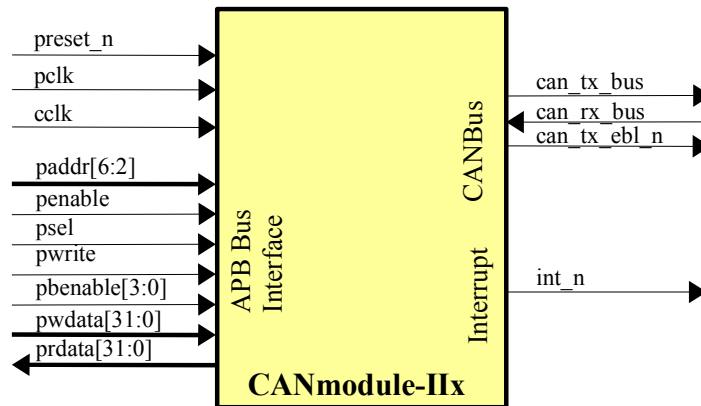 preset_n
pclk
cclk
paddr[6:2]
penable
psel
pwrite
pbenable[3:0]
pwdata[31:0]
prdata[31:0]
APB Bus
Interface
CANBus
Interrupt
can_tx_bus
can_rx_bus
can_tx_ebl_n
int_n
CANmodule-IIx